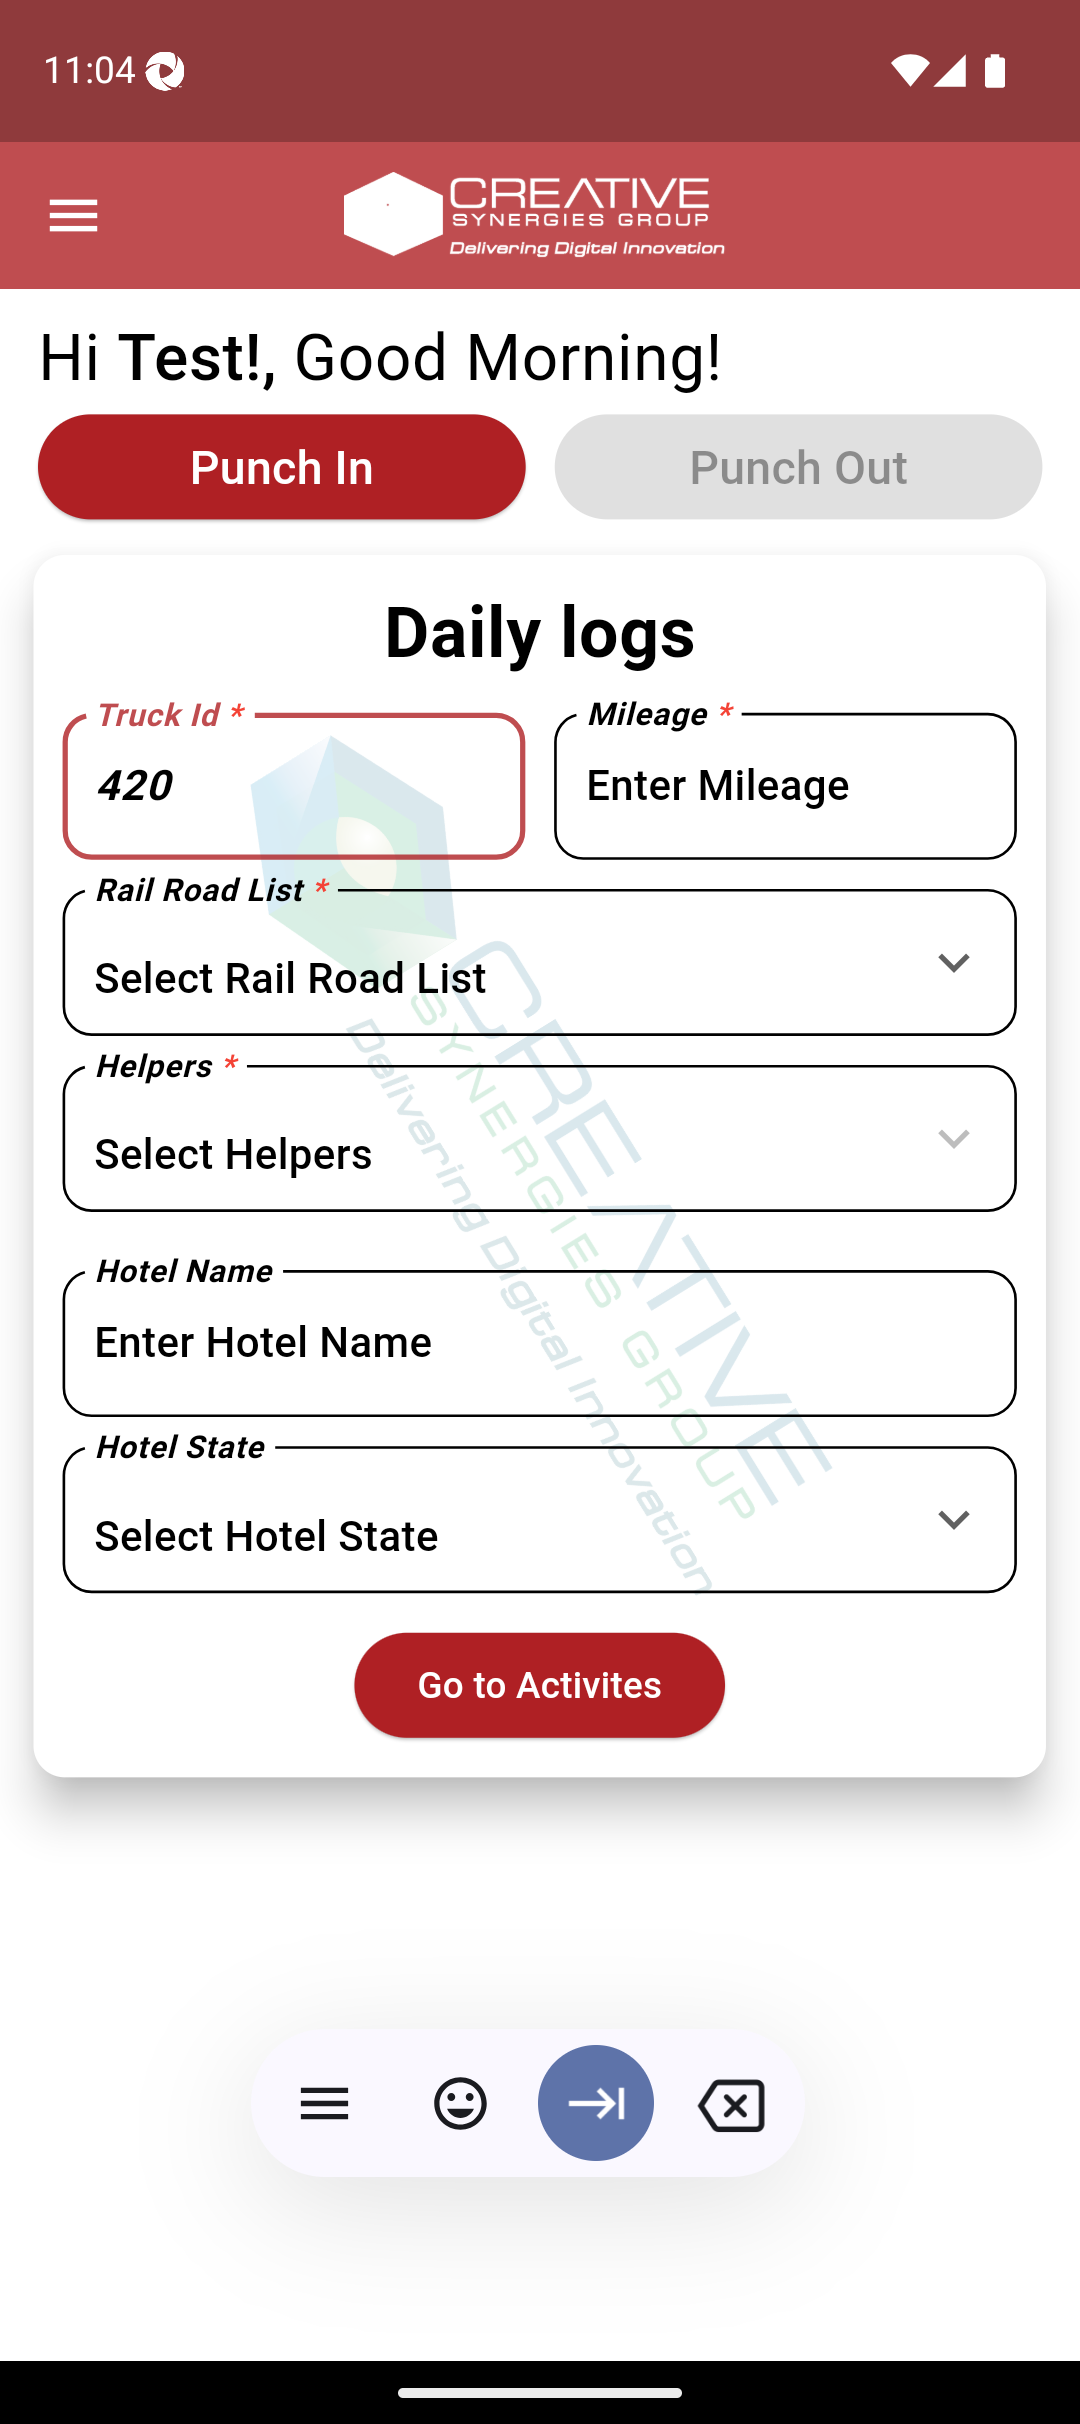 11:04
CREATIVE
SYNERGIES GROUP
Delivering Digital Innovation
Hi Test!, Good Morning!
Punch In
Punch Out
Daily logs
Truck Id *
420
Mileage *
Enter Mileage
Rail Road List *
Select Rail Road List
Helpers *
Select Helpers
Hotel Name
Enter Hotel Name
Hotel State
Select Hotel State
CREATIVE
SYNERGIES GROUP
Delivering Digital Innovation
Go to Activites